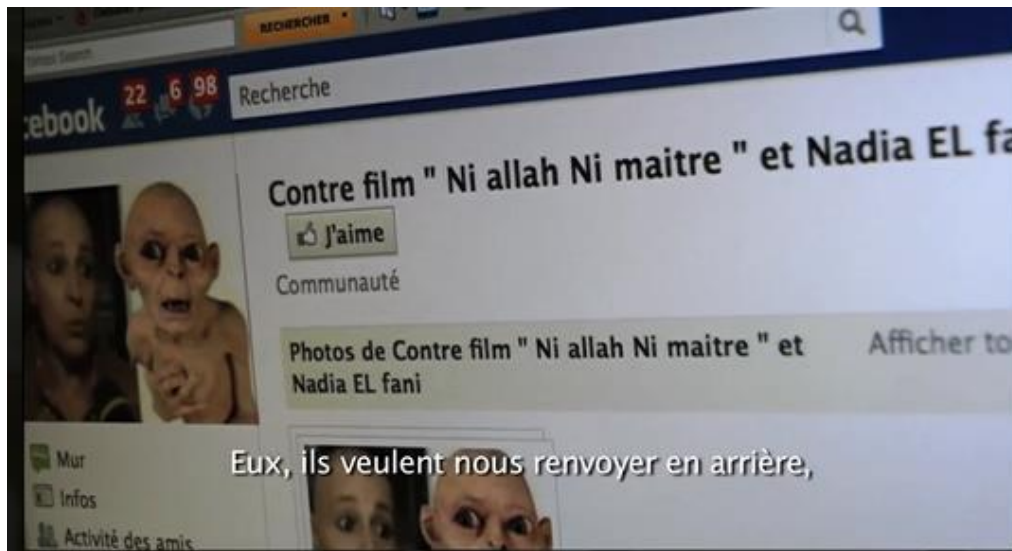 RECHERCHER
Search
cebook 22 6 98 Recherche
Contre film " Ni allah Ni maitre " et Nadia EL fa
J'aime
Communauté
Photos de Contre film " Ni allah Ni maitre " et
Nadia EL fani
Afficher to
Mur
Infos
Activité des amis
Eux, ils veulent nous renvoyer en arrière,